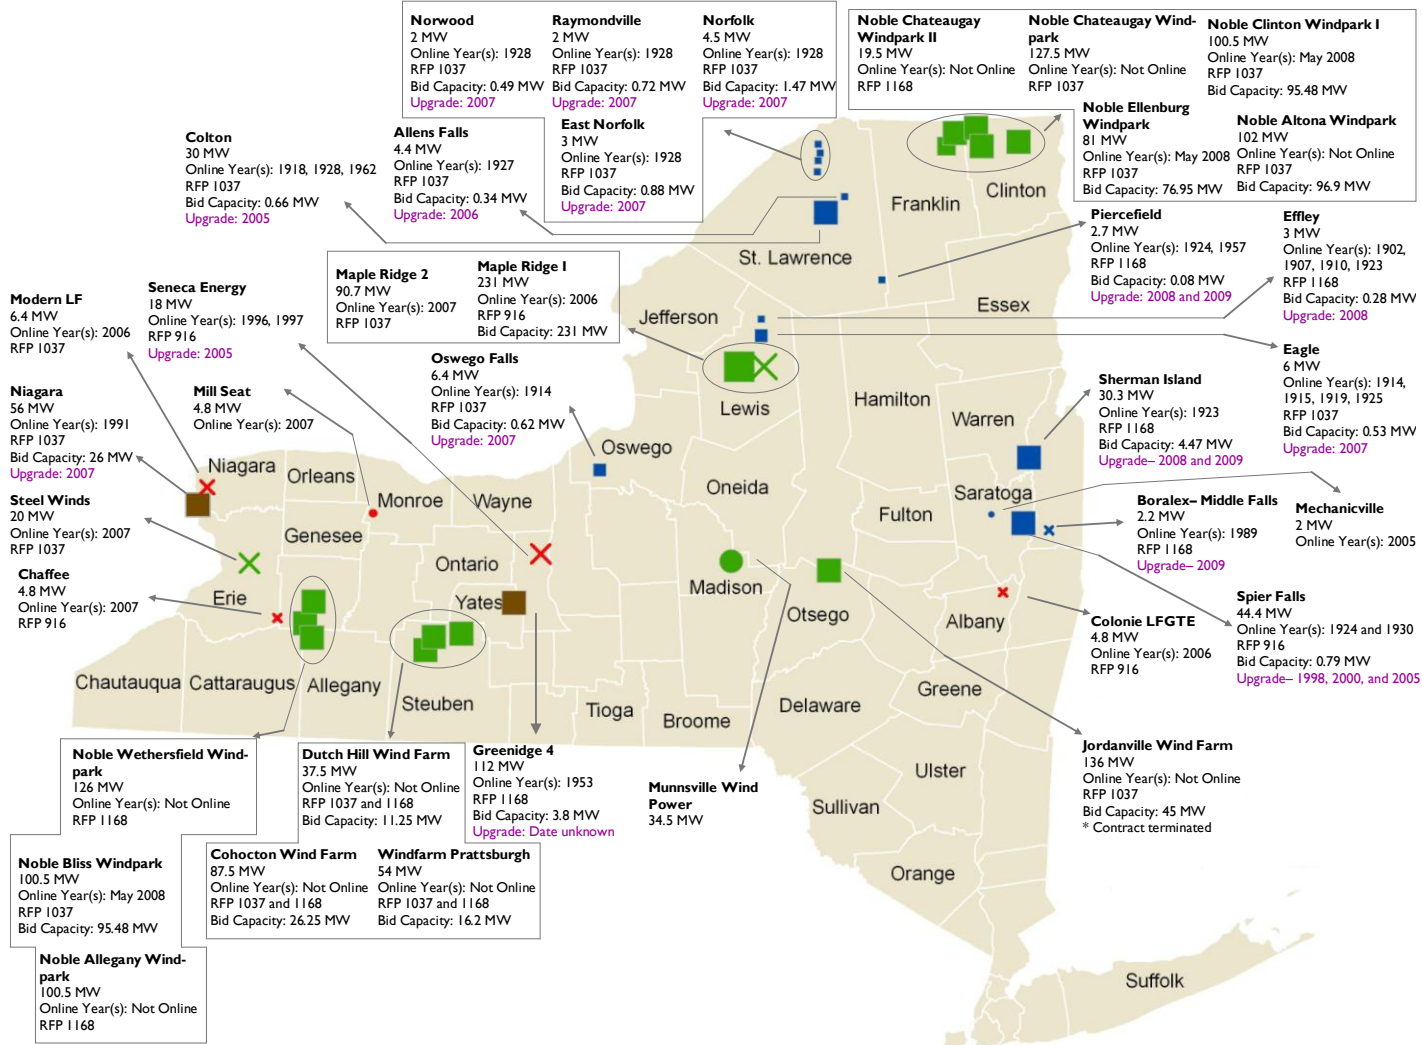 Norwood
2 MW
Online Year(s): 1928
RFP 1037
Bid Capacity: 0.49 MW
Upgrade: 2007
Raymondville
2 MW
Online Year(s): 1928
RFP 1037
Bid Capacity: 0.72 MW
Upgrade: 2007
Norfolk
4.5 MW
Online Year(s): 1928
RFP 1037
Bid Capacity: 1.47 MW
Upgrade: 2007
East Norfolk
3 MW
Online Year(s): 1928
RFP 1037
Bid Capacity: 0.88 MW
Upgrade: 2007
Noble Chateaugay
Windpark II
19.5 MW
Online Year(s): Not Online
RFP 1168
Noble Chateaugay Wind-
park
127.5 MW
Online Year(s): Not Online
RFP 1037
Noble Clinton Windpark I
100.5 MW
Online Year(s): May 2008
RFP 1037
Bid Capacity: 95.48 MW
Noble Ellenburg
Windpark
81 MW
Online Year(s): May 2008
RFP 1037
Bid Capacity: 76.95 MW
Noble Altona Windpark
102 MW
Online Year(s): Not Online
RFP 1037
Bid Capacity: 96.9 MW
Colton
30 MW
Online Year(s): 1918, 1928, 1962
RFP 1037
Bid Capacity: 0.66 MW
Upgrade: 2005
Allens Falls
4.4 MW
Online Year(s): 1927
RFP 1037
Bid Capacity: 0.34 MW
Upgrade: 2006
Piercefield
2.7 MW
Online Year(s): 1924, 1957
RFP 1168
Bid Capacity: 0.08 MW
Upgrade: 2008 and 2009
Effley
3 MW
Online Year(s): 1902,
1907, 1910, 1923
RFP 1168
Bid Capacity: 0.28 MW
Upgrade: 2008
Maple Ridge 2
90.7 MW
Online Year(s): 2007
RFP 1037
Maple Ridge I
231 MW
Online Year(s): 2006
RFP 916
Bid Capacity: 231 MW
Modern LF
6.4 MW
Online Year(s): 2006
RFP 1037
Seneca Energy
18 MW
Online Year(s): 1996, 1997
RFP 916
Upgrade: 2005
Eagle
6 MW
Online Year(s): 1914,
1915, 1919, 1925
RFP 1037
Bid Capacity: 0.53 MW
Upgrade: 2007
Oswego Falls
6.4 MW
Online Year(s): 1914
RFP 1037
Bid Capacity: 0.62 MW
Upgrade: 2007
Niagara
56 MW
Online Year(s): 1991
RFP 1037
Bid Capacity: 26 MW
Upgrade: 2007
Mill Seat
4.8 MW
Online Year(s): 2007
Sherman Island
30.3 MW
Online Year(s): 1923
RFP 1168
Bid Capacity: 4.47 MW
Upgrade– 2008 and 2009
Steel Winds
20 MW
Online Year(s): 2007
RFP 1037
Boralex– Middle Falls
2.2 MW
Online Year(s): 1989
RFP 1168
Upgrade– 2009
Mechanicville
2 MW
Online Year(s): 2005
Chaffee
4.8 MW
Online Year(s): 2007
RFP 916
Colonie LFGTE
4.8 MW
Online Year(s): 2006
RFP 916
Spier Falls
44.4 MW
Online Year(s): 1924 and 1930
RFP 916
Bid Capacity: 0.79 MW
Upgrade– 1998, 2000, and 2005
Franklin
Clinton
St. Lawrence
Jefferson
Essex
Lewis
Hamilton
Warren
Oswego
Niagara
Orleans
Monroe
Wayne
Oneida
Saratoga
Fulton
Genesee
Ontario
Madison
Erie
Yates
Otsego
Albany
Chautauqua
Cattaraugus
Allegany
Steuben
Tioga
Broome
Delaware
Greene
Ulster
Sullivan
Orange
Suffolk
Noble Wethersfield Wind-
park
126 MW
Online Year(s): Not Online
RFP 1168
Dutch Hill Wind Farm
37.5 MW
Online Year(s): Not Online
RFP 1037 and 1168
Bid Capacity: 11.25 MW
Greenidge 4
112 MW
Online Year(s): 1953
RFP 1168
Bid Capacity: 3.8 MW
Upgrade: Date unknown
Munnsville Wind
Power
34.5 MW
Jordanville Wind Farm
136 MW
Online Year(s): Not Online
RFP 1037
Bid Capacity: 45 MW
* Contract terminated
Noble Bliss Windpark
100.5 MW
Online Year(s): May 2008
RFP 1037
Bid Capacity: 95.48 MW
Cohocton Wind Farm
87.5 MW
Online Year(s): Not Online
RFP 1037 and 1168
Bid Capacity: 26.25 MW
Windfarm Prattsburgh
54 MW
Online Year(s): Not Online
RFP 1037 and 1168
Bid Capacity: 16.2 MW
Noble Allegany Wind-
park
100.5 MW
Online Year(s): Not Online
RFP 1168